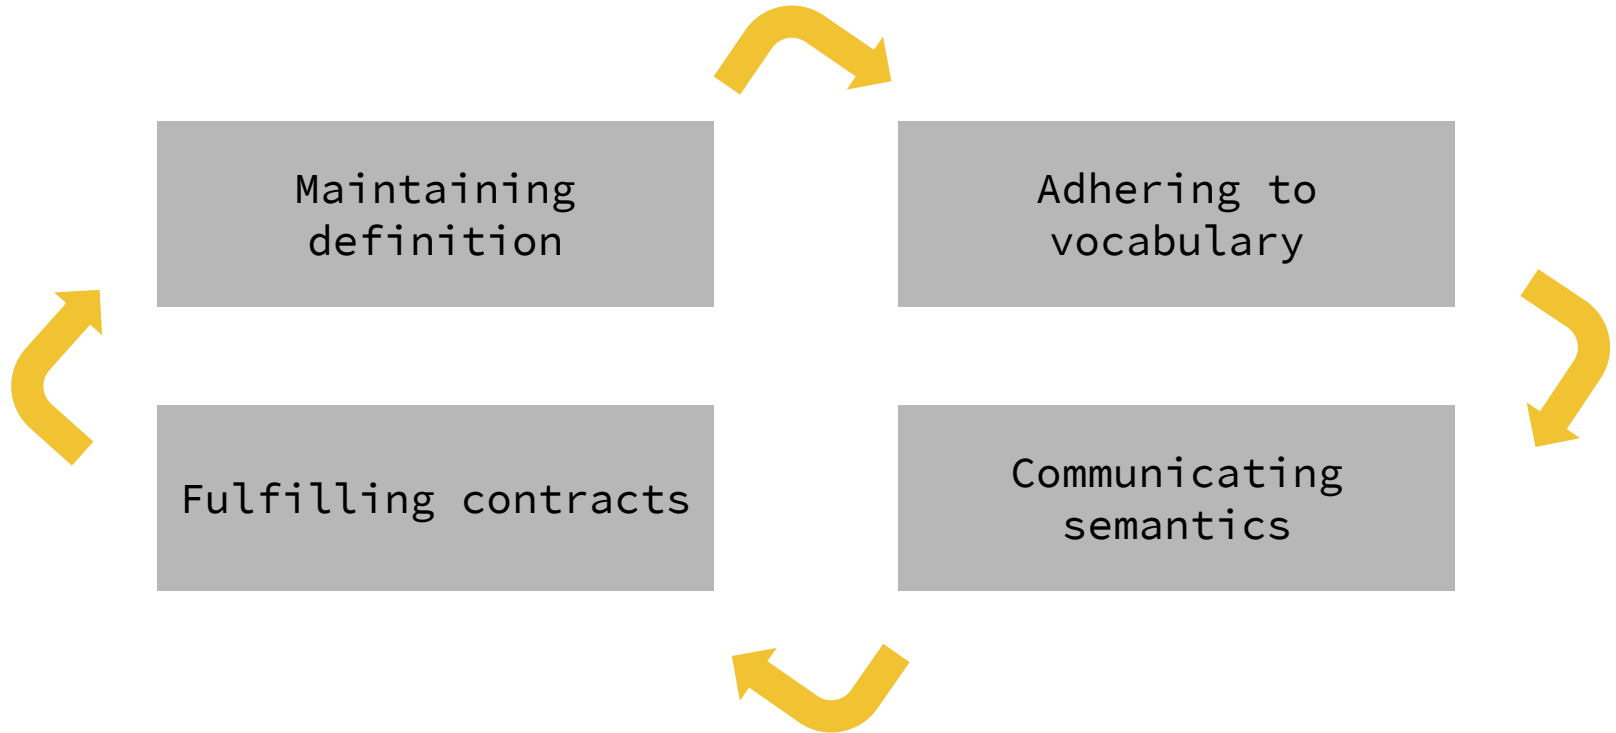 Maintaining
definition
Adhering to
vocabulary
Fulfilling contracts
Communicating
semantics